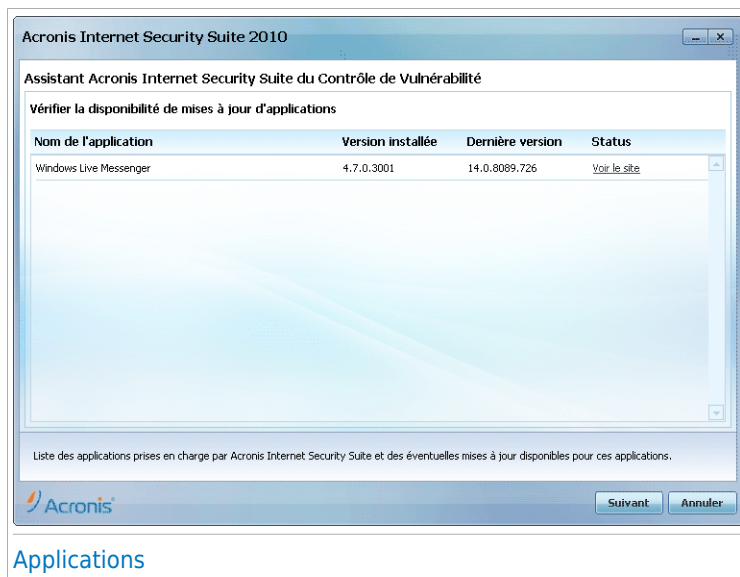 Acronis Internet Security Suite 2010
Assistant Acronis Internet Security Suite du Contrôle de Vulnérabilité
Vérifier la disponibilité de mises à jour d'applications
Nom de l'application Version installée Dernière version Status
Windows Live Messenger 4.7.0.3001 14.0.8089.726 Voir le site
Liste des applications prises en charge par Acronis Internet Security Suite et des éventuelles mises à jour disponibles pour ces applications.
Acronis Suivant Annuler
Applications